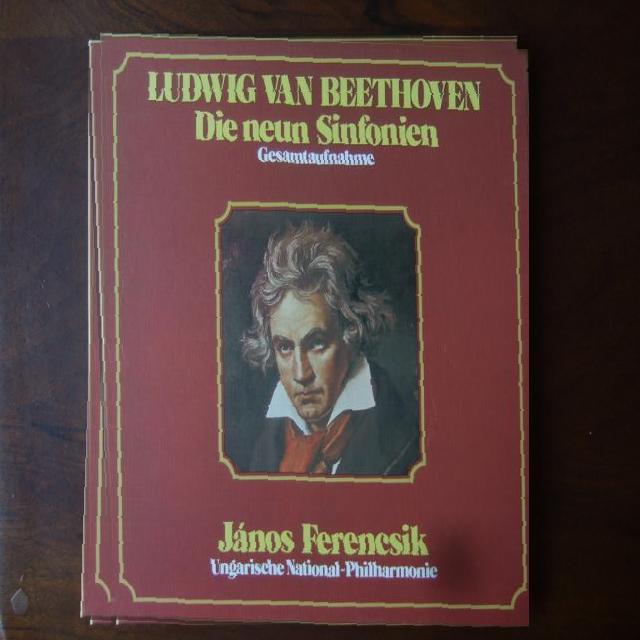 LUDWIG VAN BEETHOVEN
Die neun Sinfonien
Gesamtaufnahme
János Ferencsik
Ungarische National-Philharmonie